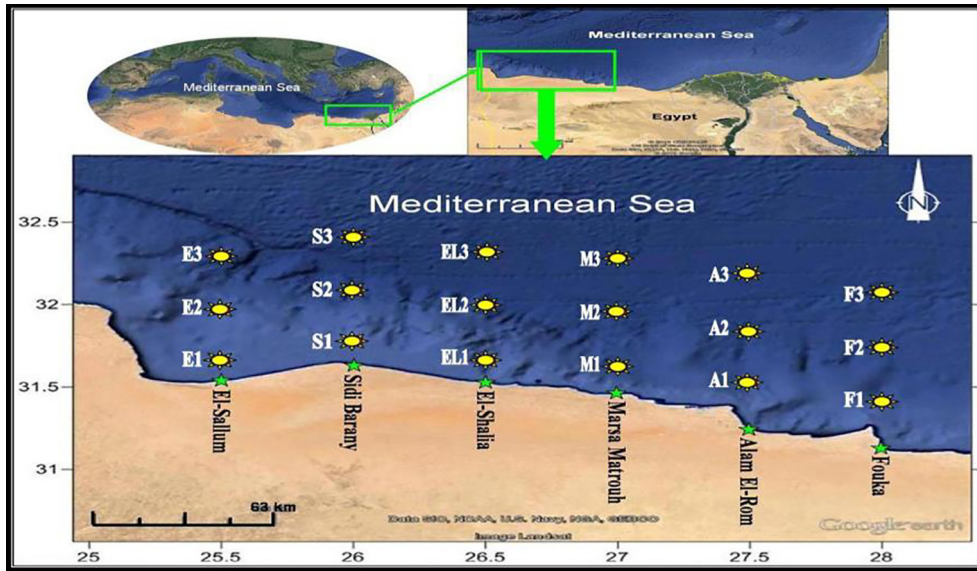 Mediterranean Sea
Mediterranean Sea
Egypt
Mediterranean Sea
N
32.5
32
31.5
31
E3
S3
EL3
M3
A3
F3
E2
S2
EL2
M2
A2
F2
E1
S1
EL1
M1
A1
F1
El-Sallum
Sidi Barany
El-Shalia
Marsa Matrouh
Alam El-Rom
Fouka
63 km
Data SIO, NOAA, U.S. Navy, NGA, GEBCO
Image Landsat
Google earth
25
25.5
26
26.5
27
27.5
28